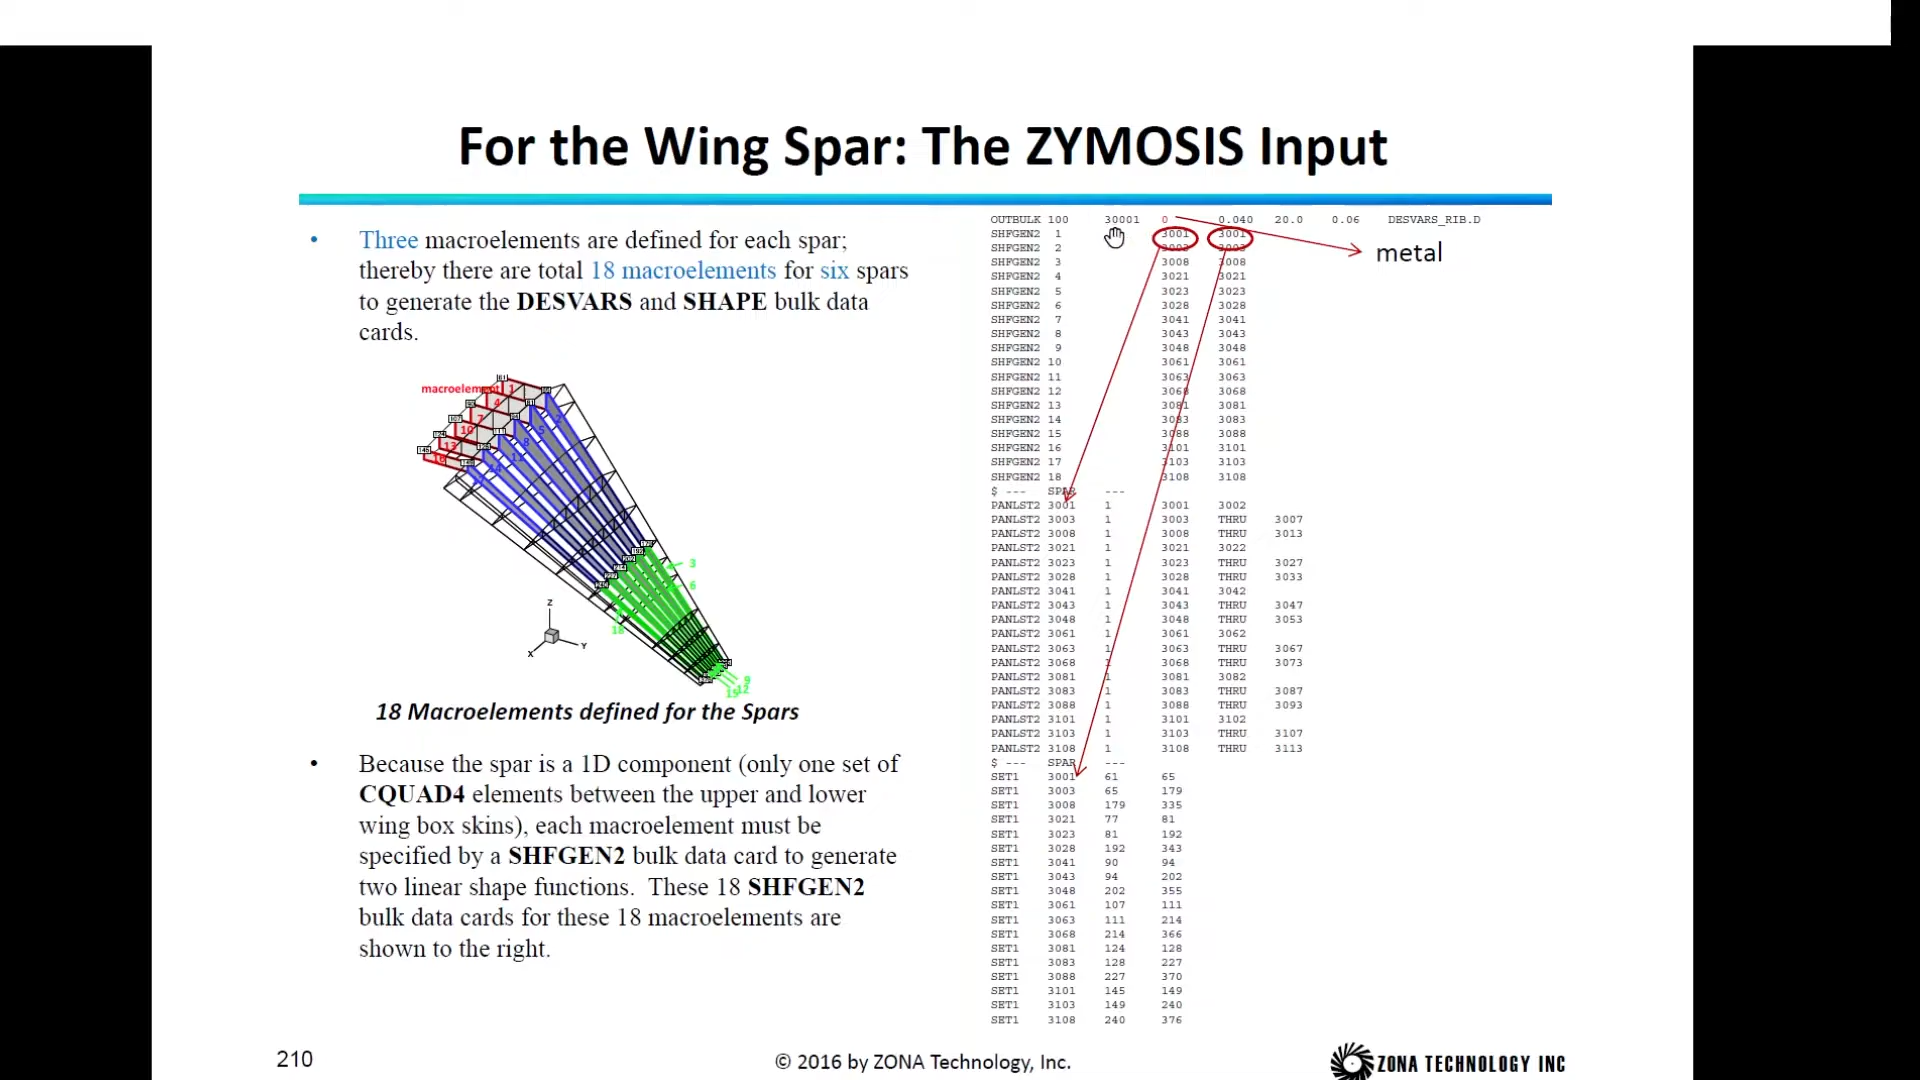 For the Wing Spar: The ZYMOSIS Input
• Three macroelements are defined for each spar;
thereby there are total 18 macroelements for six spars
to generate the DESVARS and SHAPE bulk data
cards.
macroelement 1
4
7
10
13
16
2
5
8
11
14
17
3
6
18
9
12
15
Z
Y
X
18 Macroelements defined for the Spars
• Because the spar is a 1D component (only one set of
CQUAD4 elements between the upper and lower
wing box skins), each macroelement must be
specified by a SHFGEN2 bulk data card to generate
two linear shape functions. These 18 SHFGEN2
bulk data cards for these 18 macroelements are
shown to the right.
OUTBULK 100 30001 0 0.040 20.0 0.06 DESVARS_RIB.D
SHFGEN2 1 3001 3001
SHFGEN2 2 3003 3003
SHFGEN2 3 3008 3008
SHFGEN2 4 3021 3021
SHFGEN2 5 3023 3023
SHFGEN2 6 3028 3028
SHFGEN2 7 3041 3041
SHFGEN2 8 3043 3043
SHFGEN2 9 3048 3048
SHFGEN2 10 3061 3061
SHFGEN2 11 3063 3063
SHFGEN2 12 3068 3068
SHFGEN2 13 3081 3081
SHFGEN2 14 3083 3083
SHFGEN2 15 3088 3088
SHFGEN2 16 3101 3101
SHFGEN2 17 3103 3103
SHFGEN2 18 3108 3108
metal
$ --- SPAR ---
PANLST2 3001 1 3001 3002
PANLST2 3003 1 3003 THRU 3007
PANLST2 3008 1 3008 THRU 3013
PANLST2 3021 1 3021 3022
PANLST2 3023 1 3023 THRU 3027
PANLST2 3028 1 3028 THRU 3033
PANLST2 3041 1 3041 3042
PANLST2 3043 1 3043 THRU 3047
PANLST2 3048 1 3048 THRU 3053
PANLST2 3061 1 3061 3062
PANLST2 3063 1 3063 THRU 3067
PANLST2 3068 1 3068 THRU 3073
PANLST2 3081 1 3081 3082
PANLST2 3083 1 3083 THRU 3087
PANLST2 3088 1 3088 THRU 3093
PANLST2 3101 1 3101 3102
PANLST2 3103 1 3103 THRU 3107
PANLST2 3108 1 3108 THRU 3113
$ --- SPAR ---
SET1 3001 61 65
SET1 3003 65 179
SET1 3008 179 335
SET1 3021 77 81
SET1 3023 81 192
SET1 3028 192 343
SET1 3041 90 94
SET1 3043 94 202
SET1 3048 202 355
SET1 3061 107 111
SET1 3063 111 214
SET1 3068 214 366
SET1 3081 124 128
SET1 3083 128 227
SET1 3088 227 370
SET1 3101 145 149
SET1 3103 149 240
SET1 3108 240 376
210
© 2016 by ZONA Technology, Inc.
ZONA TECHNOLOGY INC